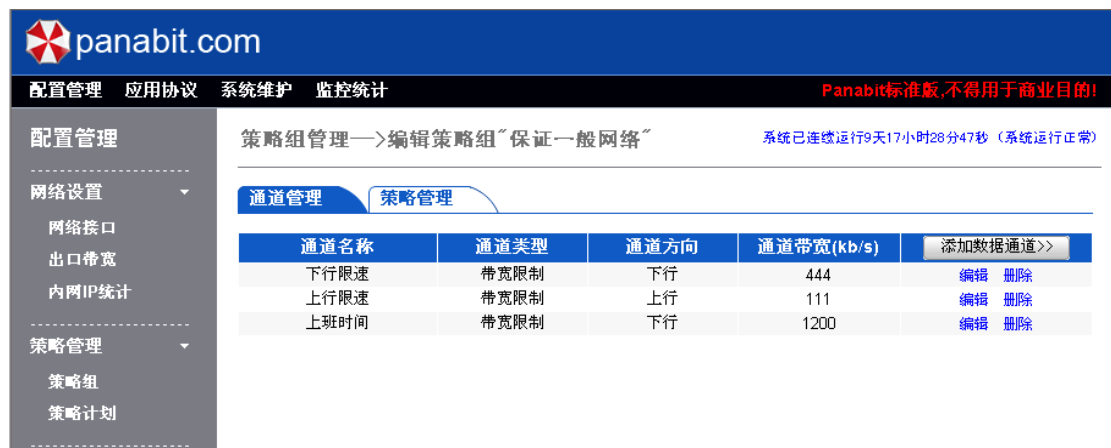 panabit.com
配置管理 应用协议 系统维护 监控统计 Panabit标准版,不得用于商业目的!
配置管理 策略组管理—>编辑策略组"保证一般网络" 系统已连续运行9天17小时28分47秒（系统运行正常）
网络设置
通道管理 策略管理
网络接口
出口带宽
内网IP统计
通道名称 通道类型 通道方向 通道带宽(kb/s) 添加数据通道>>
下行限速 带宽限制 下行 444 编辑 删除
上行限速 带宽限制 上行 111 编辑 删除
上班时间 带宽限制 下行 1200 编辑 删除
策略管理
策略组
策略计划